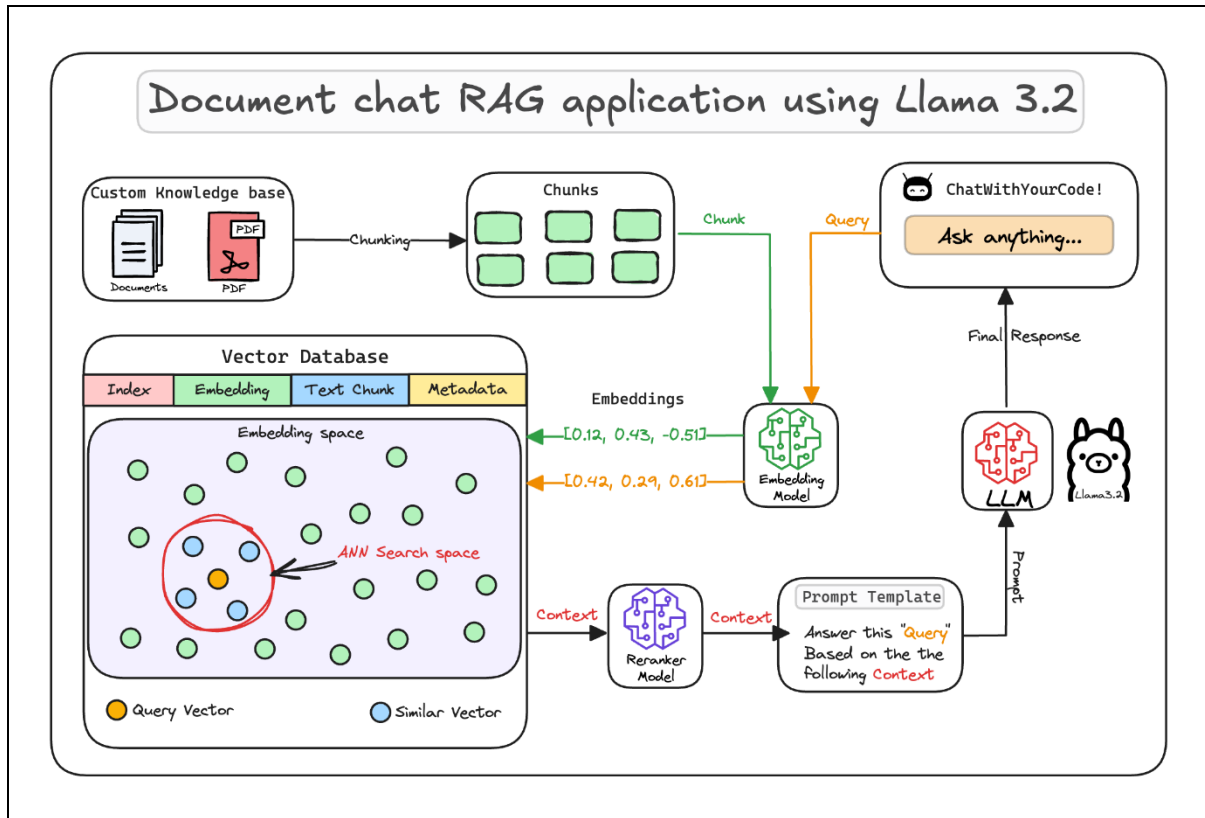 Document chat RAG application using Llama 3.2
Custom Knowledge base
PDF
Documents
PDF
Chunking
Chunks
Chunk
Query
ChatWithYourCode!
Ask anything...
Final Response
Vector Database
Index
Embedding
Text Chunk
Metadata
Embedding space
ANN Search space
Query Vector
Similar Vector
Embeddings
[0.12, 0.43, -0.51]
[0.42, 0.29, 0.61]
Embedding
Model
LLM
Llama3.2
Prompt
Context
Reranker
Model
Context
Prompt Template
Answer this "Query"
Based on the the
following Context